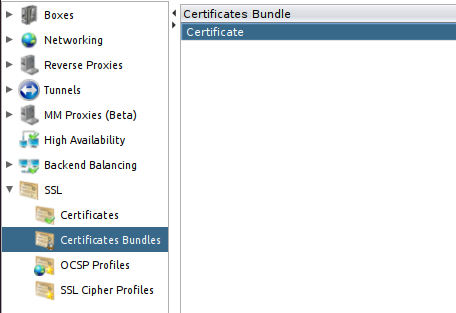 Boxes
Networking
Reverse Proxies
Tunnels
MM Proxies (Beta)
High Availability
Backend Balancing
SSL
Certificates
Certificates Bundles
OCSP Profiles
SSL Cipher Profiles
Certificates Bundle
Certificate